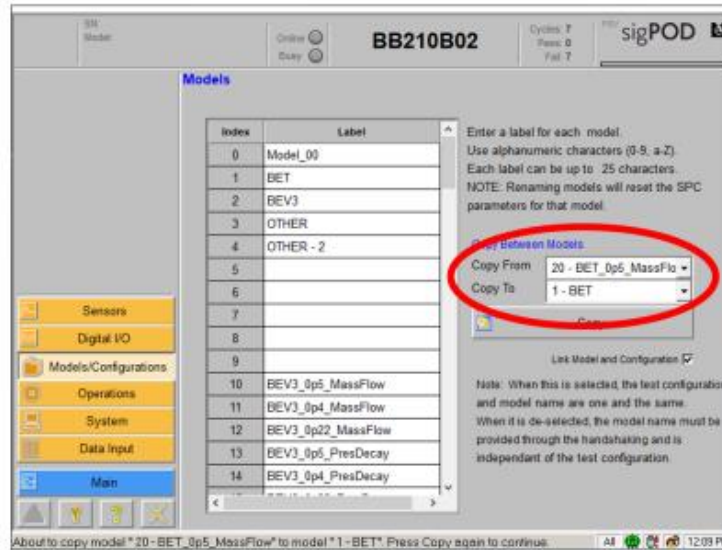 SN:
Model:
Online
Busy
BB210B02
Cycles: 7
Pass: 0
Fail: 7
sigPOD
Models
Index Label
0 Model_00
1 BET
2 BEV3
3 OTHER
4 OTHER - 2
5
6
7
8
9
10 BEV3_0p5_MassFlow
11 BEV3_0p4_MassFlow
12 BEV3_0p22_MassFlow
13 BEV3_0p5_PresDecay
14 BEV3_0p4_PresDecay
Enter a label for each model.
Use alphanumeric characters (0-9, a-Z).
Each label can be up to 25 characters.
NOTE: Renaming models will reset the SPC
parameters for that model.
Copy Between Models
Copy From 20 - BET_0p5_MassFlo
Copy To 1 - BET
Copy
Link Model and Configuration
Note: When this is selected, the test configuration
and model name are one and the same.
When it is de-selected, the model name must be
provided through the handshaking and is
independant of the test configuration.
Sensors
Digital I/O
Models/Configurations
Operations
System
Data Input
Main
About to copy model "20 - BET_0p5_MassFlow" to model "1 - BET". Press Copy again to continue.
All
12:09 P